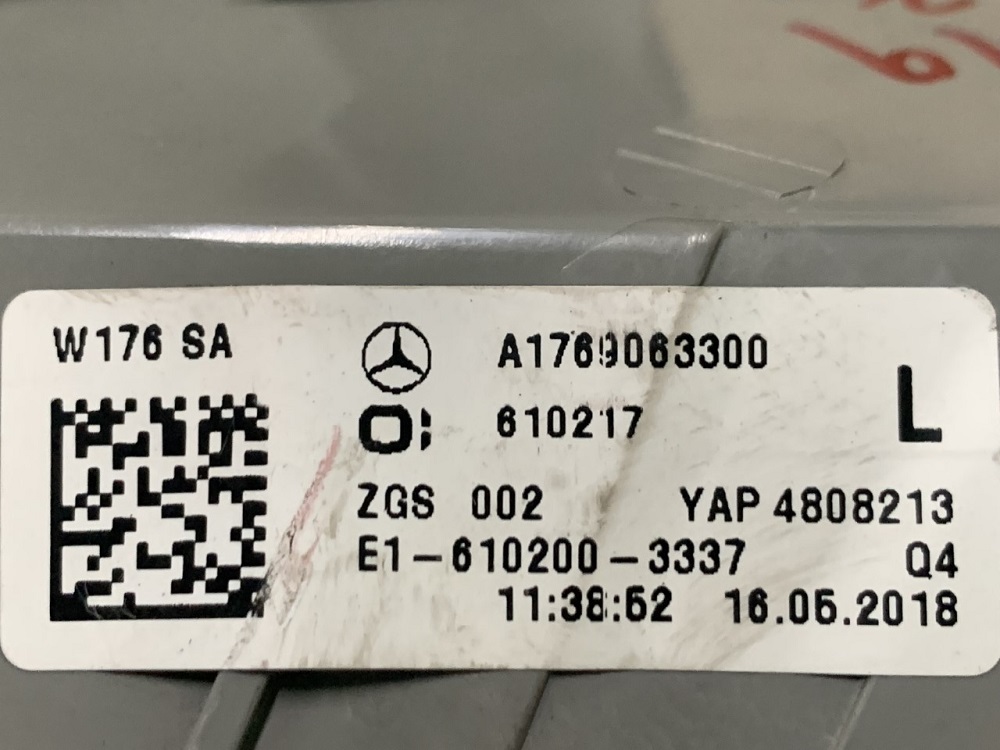 W176 SA
A1769063300
610217
L
ZGS 002 YAP 4808213
E1-610200-3337 Q4
11:38:52 16.05.2018